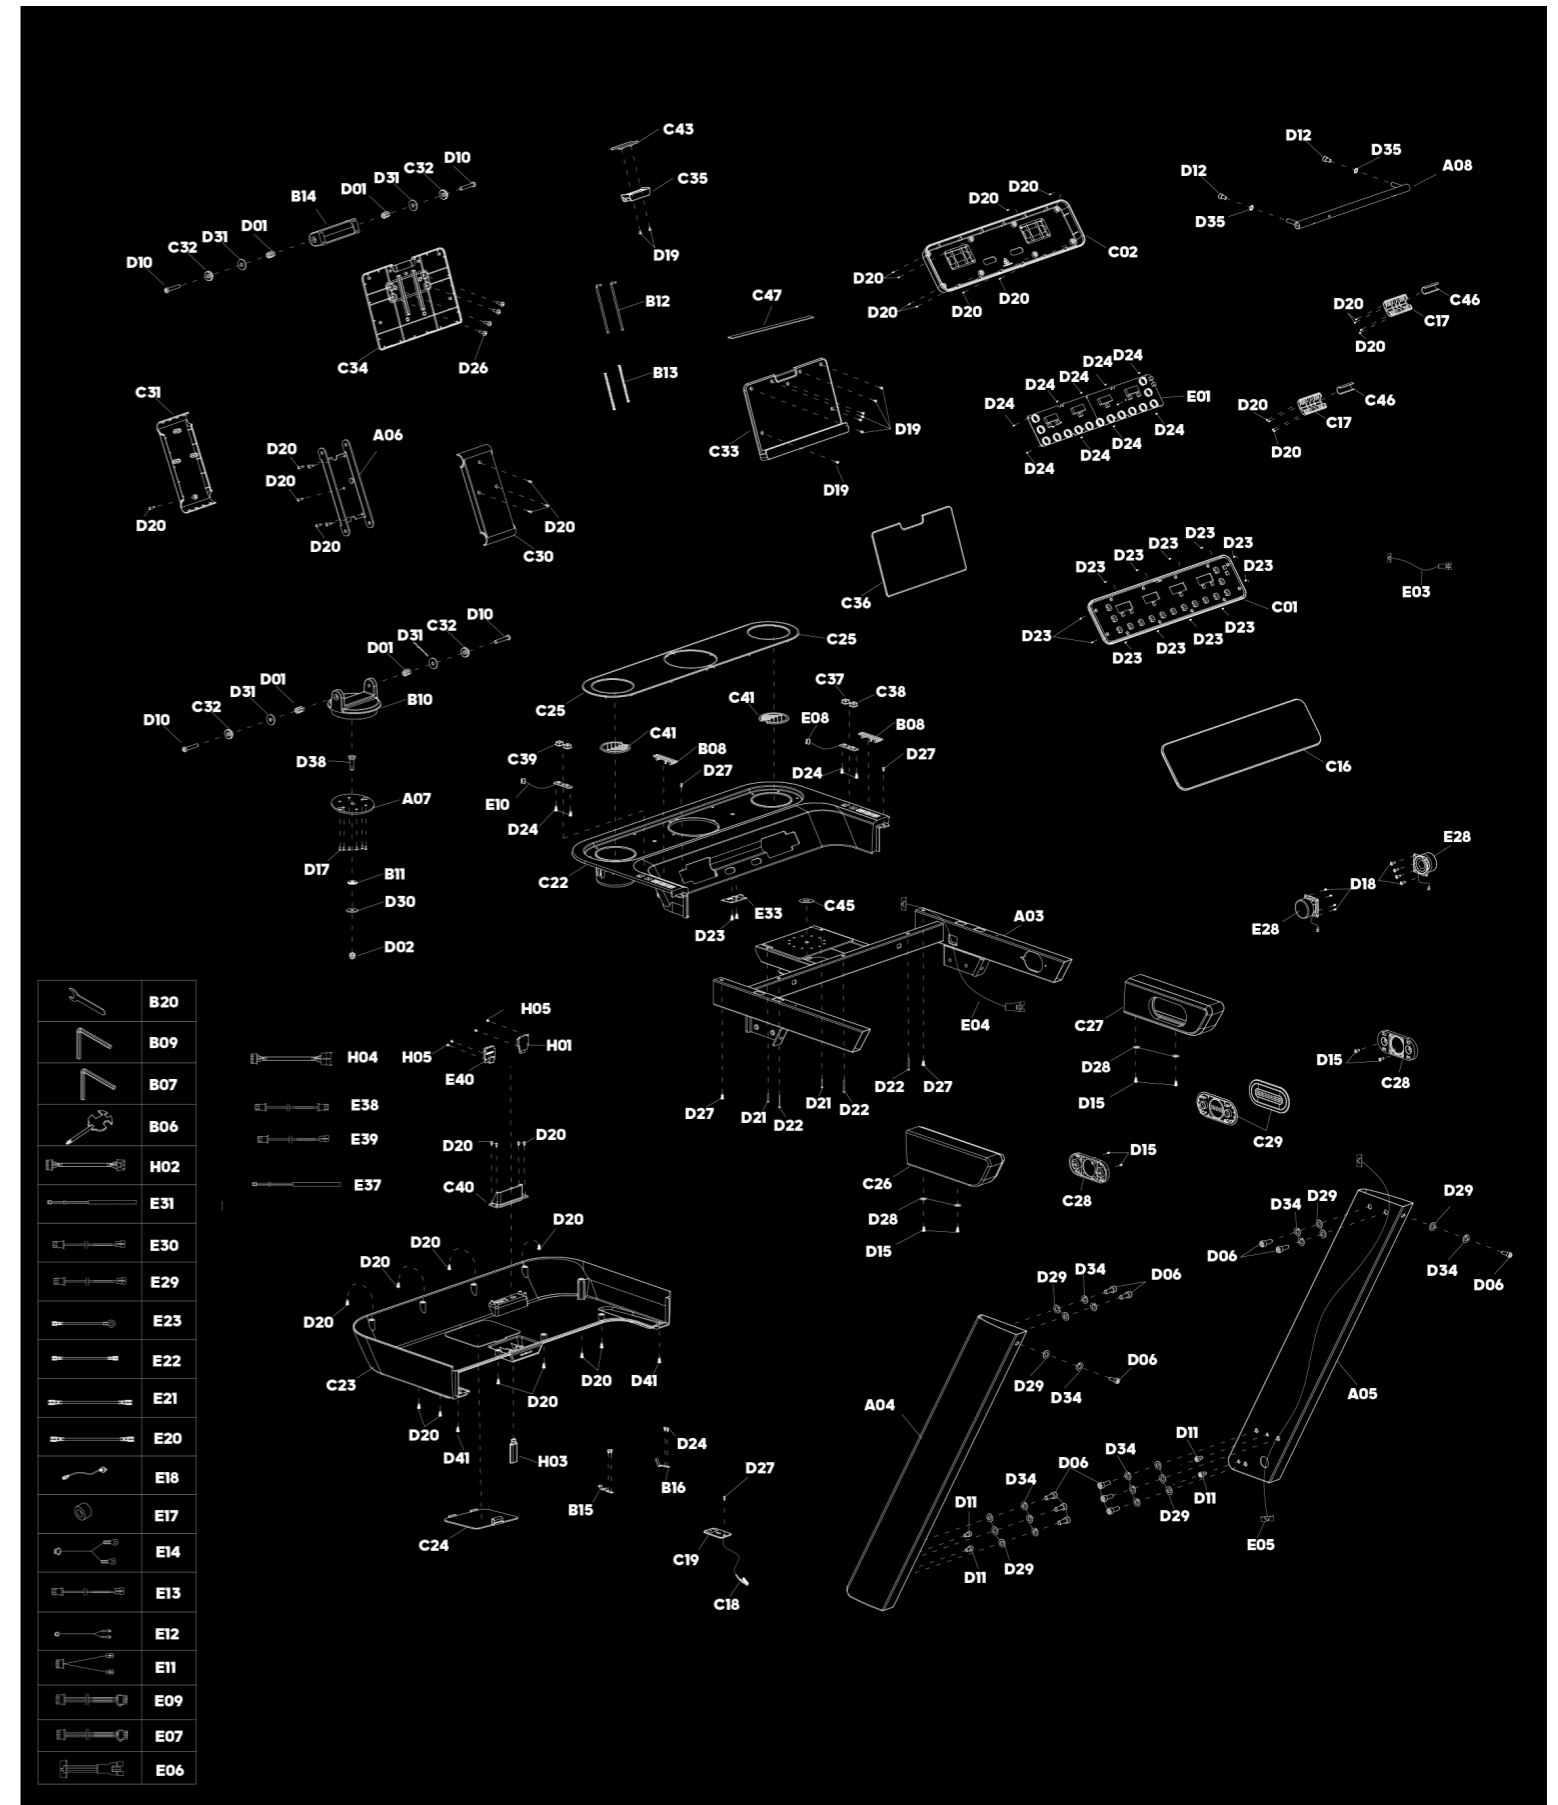 C43
D10
C32
D31
D01
B14
D01
D31
C32
D10
C35
D19
C34
D26
B12
B13
C47
D20
D20
C02
D20
D20
D20
D20
D12
D35
A08
D12
D35
C46
D20
C17
D20
C46
D20
C17
D20
C31
D20
A06
D20
D20
D20
D20
C30
C33
D19
D19
D24
D24
D24
D24
D24
E01
D24
D24
D24
D24
C36
D23
D23
D23
D23
D23
D23
C01
D23
D23
D23
D23
D23
E03
D10
C32
D31
D01
D01
D31
C32
D10
B10
D38
A07
D17
B11
D30
D02
C25
C25
C37
C38
C41
E08
B08
C41
C39
B08
D27
D27
D24
E10
D24
C22
E33
D23
C45
A03
C16
E28
D18
E28
E04
C27
D28
D15
D15
C28
C29
D22
D27
D21
D22
D27
D21
D22
H05
H01
H05
E40
H04
E38
E39
E37
D20
D20
C40
D20
D20
D20
D20
C23
D20
D41
D20
D20
D41
H03
C24
C26
D28
D15
D15
C28
D29
D34
D29
D06
D34
D06
D34
D29
D06
D29
D34
D06
A04
A05
D11
D34
D06
D34
D11
D11
D29
D29
D11
E05
D24
B16
B15
D27
C19
C18
B20
B09
B07
B06
H02
E31
E30
E29
E23
E22
E21
E20
E18
E17
E14
E13
E12
E11
E09
E07
E06